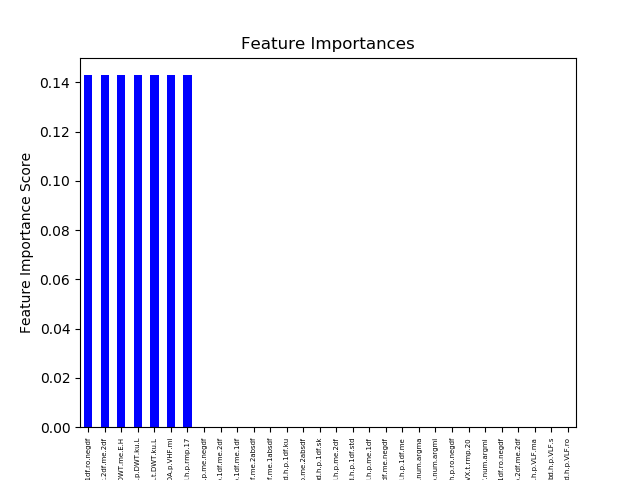 Feature Importances
Feature Importance Score
0.14
0.12
0.10
0.08
0.06
0.04
0.02
0.00
1df.ro.negdf
.2df.me.2df
DWT.me.E.H
.p.DWT.ku.L
.t.DWT.ku.L
DA.p.VHF.mi
.h.p.rmp.17
.p.me.negdf
.1df.me.2df
.1df.me.1df
f.me.2absdf
f.me.1absdf
d.h.p.1df.ku
o.me.2absdf
d.h.p.1df.sk
.h.p.me.2df
d.h.p.1df.std
.h.p.me.1df
df.me.negdf
.h.p.1df.me
.num.argma
.num.argmi
h.p.ro.negdf
VX.t.rmp.20
.num.argmi
1df.ro.negdf
.2df.me.2df
.h.p.VLF.ma
bd.h.p.VLF.s
d.h.p.VLF.ro